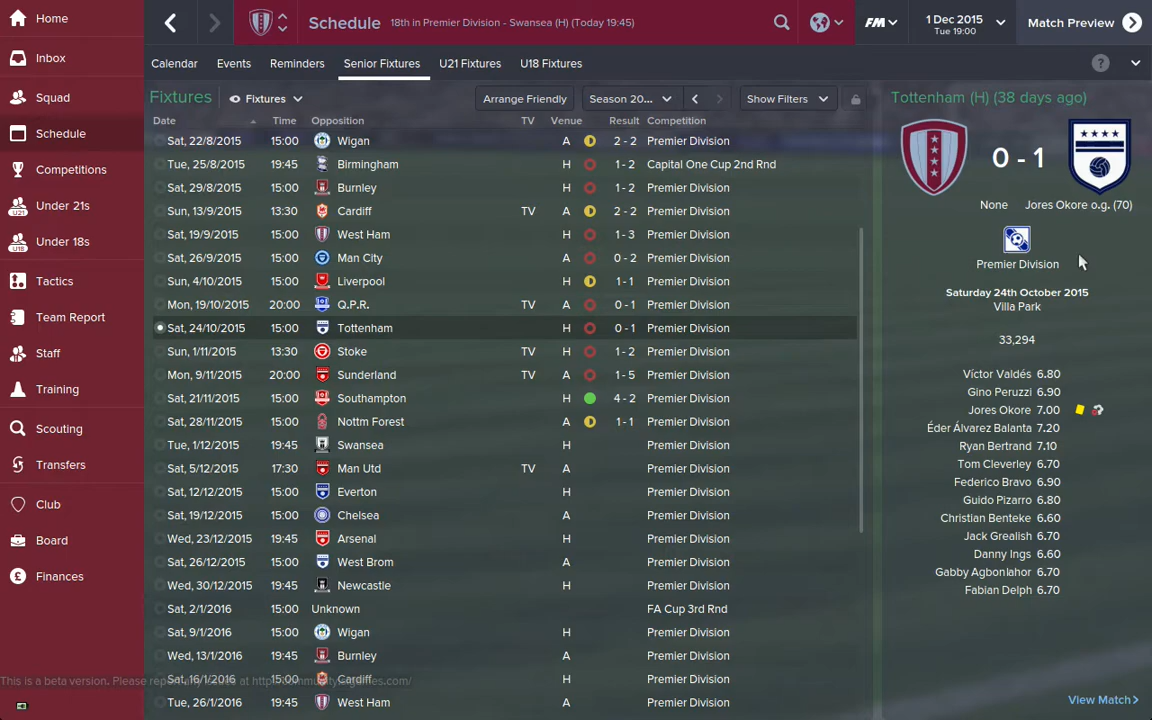 Home
Inbox
Squad
Schedule
Competitions
Under 21s
U21
Under 18s
U18
Tactics
Team Report
Staff
Training
Scouting
Transfers
Club
Board
Finances
Schedule 18th in Premier Division - Swansea (H) (Today 19:45)
FM
1 Dec 2015
Tue 19:00
Match Preview
Calendar Events Reminders Senior Fixtures U21 Fixtures U18 Fixtures ?
Fixtures Fixtures Arrange Friendly Season 20... Show Filters
Date Time Opposition TV Venue Result Competition
Sat, 22/8/2015 15:00 Wigan A 2 - 2 Premier Division
Tue, 25/8/2015 19:45 Birmingham H 1 - 2 Capital One Cup 2nd Rnd
Sat, 29/8/2015 15:00 Burnley H 1 - 2 Premier Division
Sun, 13/9/2015 13:30 Cardiff TV A 2 - 2 Premier Division
Sat, 19/9/2015 15:00 West Ham H 1 - 3 Premier Division
Sat, 26/9/2015 15:00 Man City A 0 - 2 Premier Division
Sun, 4/10/2015 15:00 Liverpool H 1 - 1 Premier Division
Mon, 19/10/2015 20:00 Q.P.R. TV A 0 - 1 Premier Division
Sat, 24/10/2015 15:00 Tottenham H 0 - 1 Premier Division
Sun, 1/11/2015 13:30 Stoke TV H 1 - 2 Premier Division
Mon, 9/11/2015 20:00 Sunderland TV A 1 - 5 Premier Division
Sat, 21/11/2015 15:00 Southampton H 4 - 2 Premier Division
Sat, 28/11/2015 15:00 Nottm Forest A 1 - 1 Premier Division
Tue, 1/12/2015 19:45 Swansea H Premier Division
Sat, 5/12/2015 17:30 Man Utd TV A Premier Division
Sat, 12/12/2015 15:00 Everton H Premier Division
Sat, 19/12/2015 15:00 Chelsea A Premier Division
Wed, 23/12/2015 19:45 Arsenal H Premier Division
Sat, 26/12/2015 15:00 West Brom A Premier Division
Wed, 30/12/2015 19:45 Newcastle H Premier Division
Sat, 2/1/2016 15:00 Unknown FA Cup 3rd Rnd
Sat, 9/1/2016 15:00 Wigan H Premier Division
Wed, 13/1/2016 19:45 Burnley A Premier Division
Sat, 16/1/2016 Cardiff H Premier Division
Tue, 26/1/2016 19:45 West Ham A Premier Division
This is a beta version. Please
Tottenham (H) (38 days ago)
0 - 1
None Jores Okore o.g. (70)
Premier Division
Saturday 24th October 2015
Villa Park
33,294
Víctor Valdés 6.80
Gino Peruzzi 6.90
Jores Okore 7.00
Éder Álvarez Balanta 7.20
Ryan Bertrand 7.10
Tom Cleverley 6.70
Federico Bravo 6.90
Guido Pizarro 6.80
Christian Benteke 6.60
Jack Grealish 6.70
Danny Ings 6.60
Gabby Agbonlahor 6.70
Fabian Delph 6.70
View Match